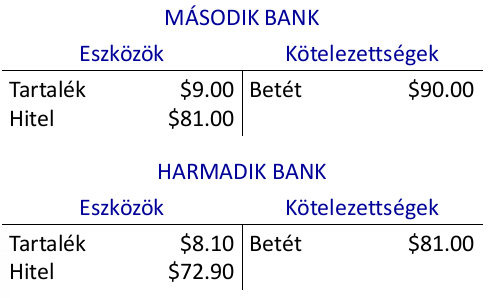 MÁSODIK BANK
Eszközök Kötelezettségek
Tartalék $9.00 Betét $90.00
Hitel $81.00
HARMADIK BANK
Eszközök Kötelezettségek
Tartalék $8.10 Betét $81.00
Hitel $72.90